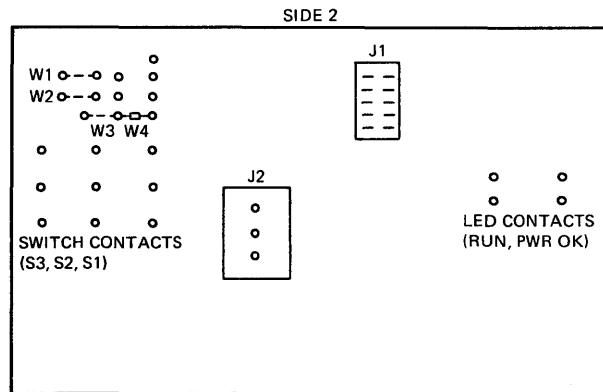 SIDE 2
J1
W1
W2
W3 W4
J2
SWITCH CONTACTS
(S3, S2, S1)
LED CONTACTS
(RUN, PWR OK)